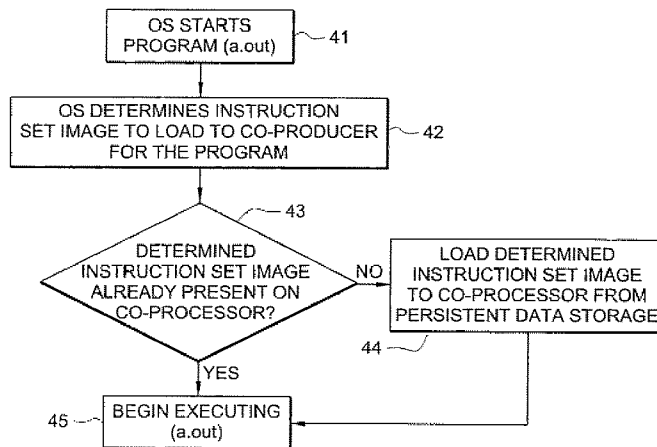 OS STARTS
PROGRAM (a.out)
41
OS DETERMINES INSTRUCTION
SET IMAGE TO LOAD TO CO-PRODUCER
FOR THE PROGRAM
42
43
DETERMINED
INSTRUCTION SET IMAGE
ALREADY PRESENT ON
CO-PROCESSOR?
NO
LOAD DETERMINED
INSTRUCTION SET IMAGE
TO CO-PROCESSOR FROM
PERSISTENT DATA STORAGE
44
YES
45
BEGIN EXECUTING
(a.out)